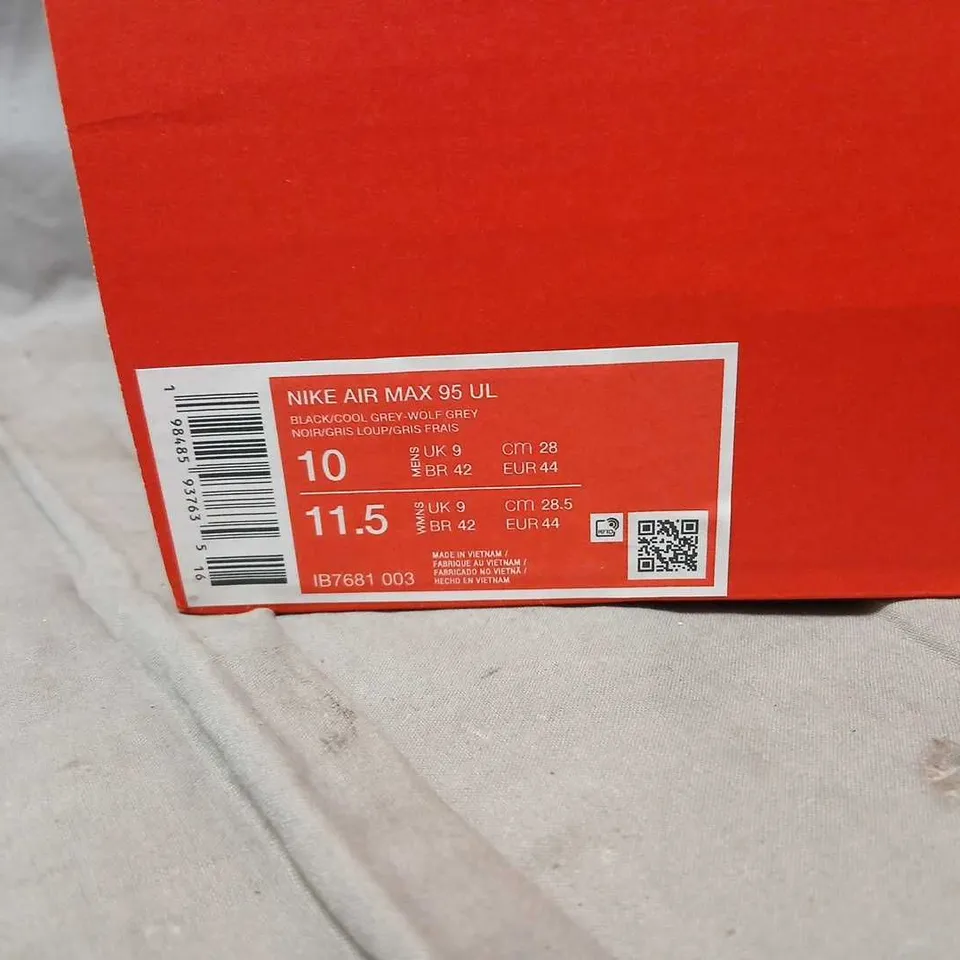 NIKE AIR MAX 95 UL
BLACK/COOL GREY-WOLF GREY
NOIR/GRIS LOUP/GRIS FRAIS
10 MENS UK 9 cm 28
BR 42 EUR 44
11.5 WMNS UK 9 cm 28.5
BR 42 EUR 44
IB7681 003
MADE IN VIETNAM /
FABRIQUE AU VIETNAM /
FABRICADO NO VIETNÃ /
HECHO EN VIETNAM
1 98485 93763 5 16